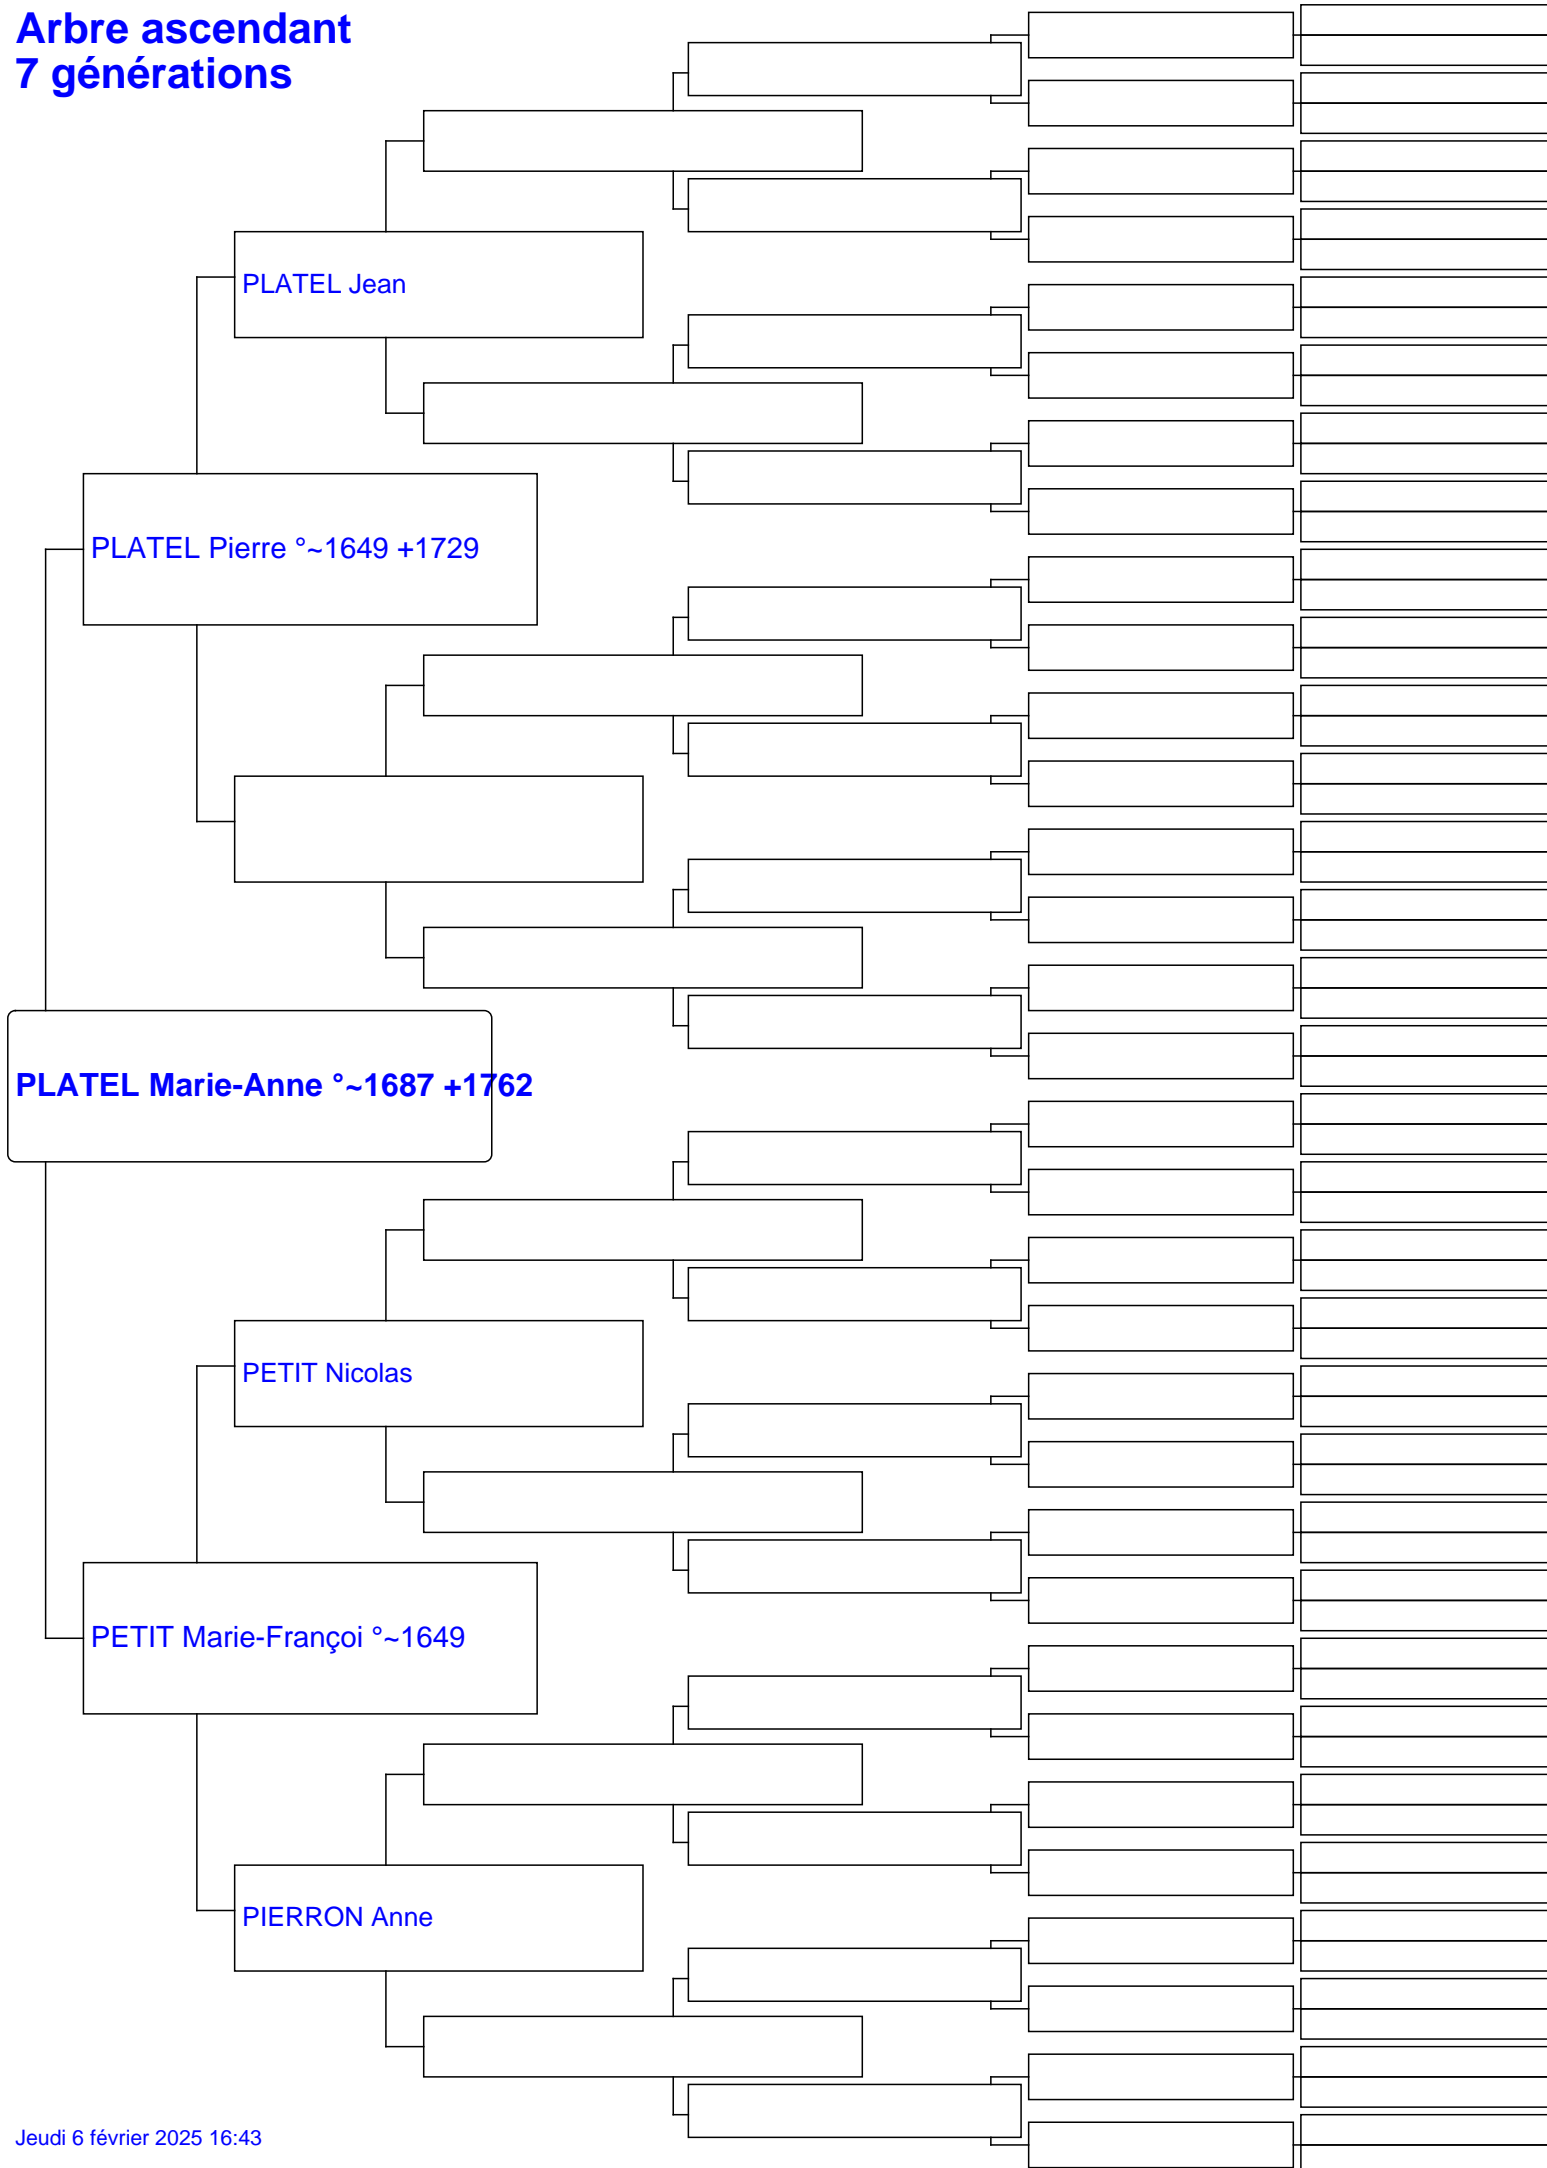 Arbre ascendant
7 générations
PLATEL Jean
PLATEL Pierre °~1649 +1729
PLATEL Marie-Anne °~1687 +1762
PETIT Nicolas
PETIT Marie-Françoi °~1649
PIERRON Anne
Jeudi 6 février 2025 16:43